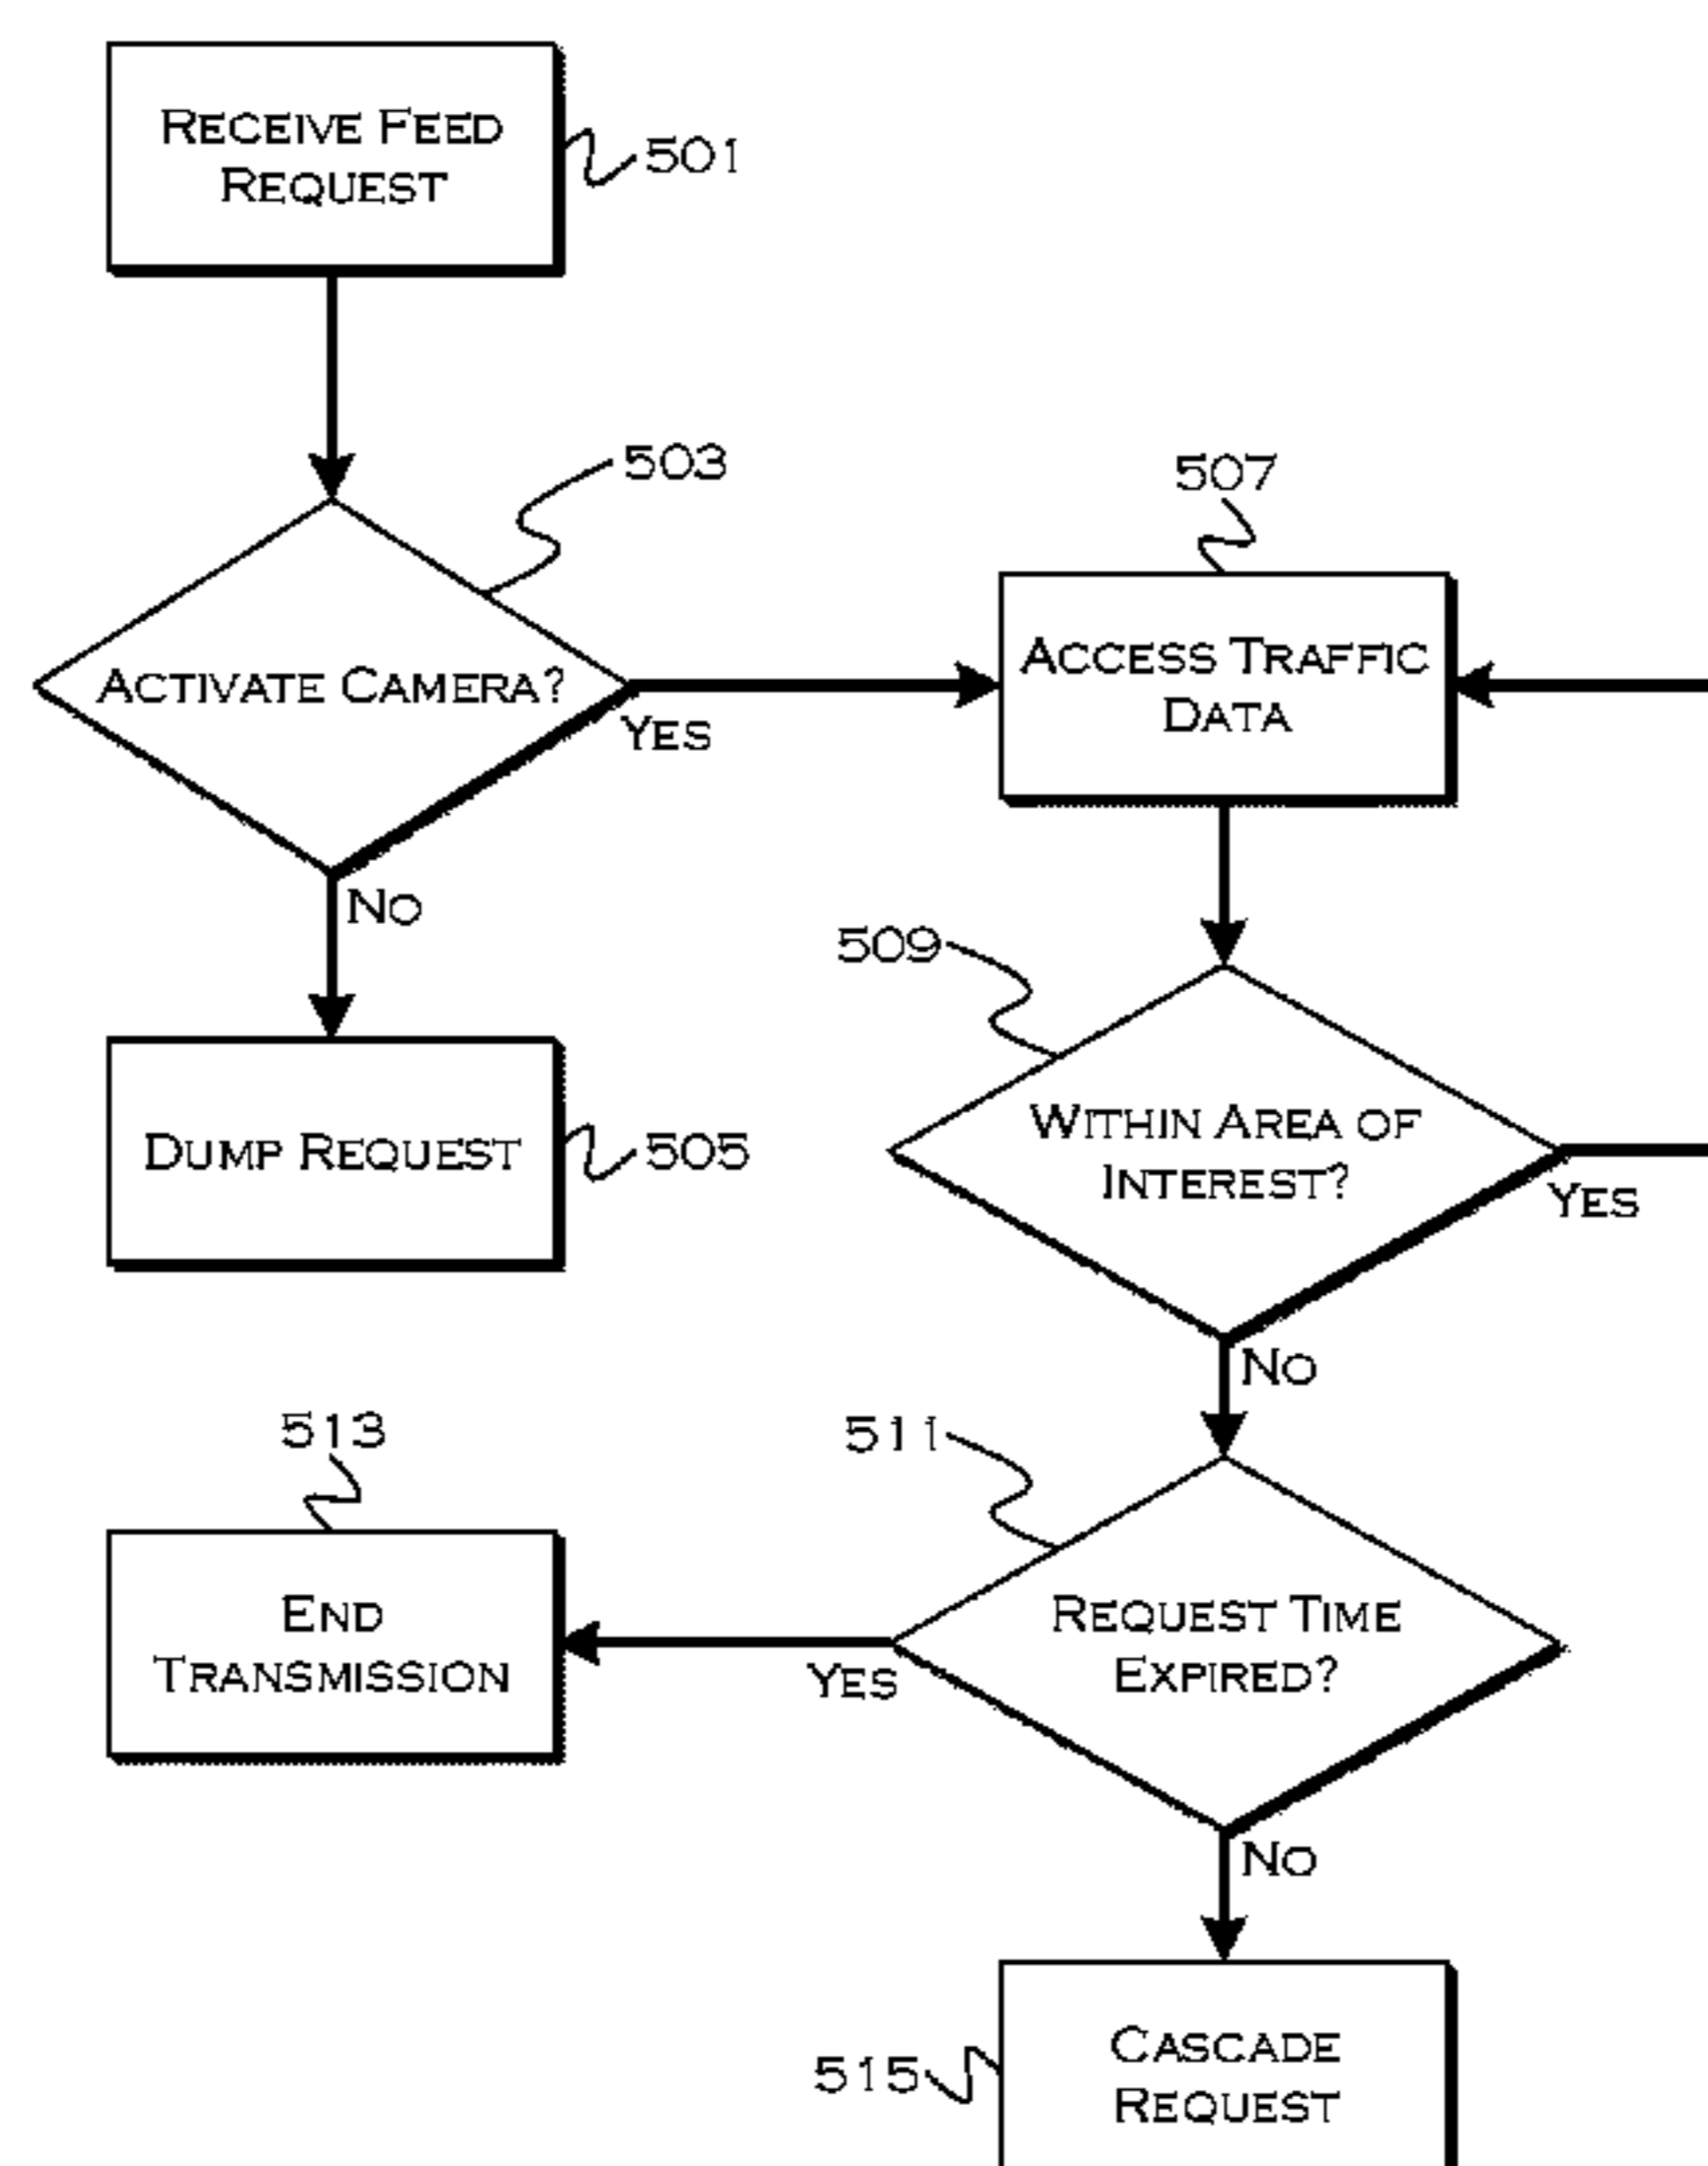 RECEIVE FEED
REQUEST
501
503
ACTIVATE CAMERA?
YES
NO
DUMP REQUEST
505
507
ACCESS TRAFFIC
DATA
509
WITHIN AREA OF
INTEREST?
YES
NO
511
REQUEST TIME
EXPIRED?
YES
NO
513
END
TRANSMISSION
515
CASCADE
REQUEST